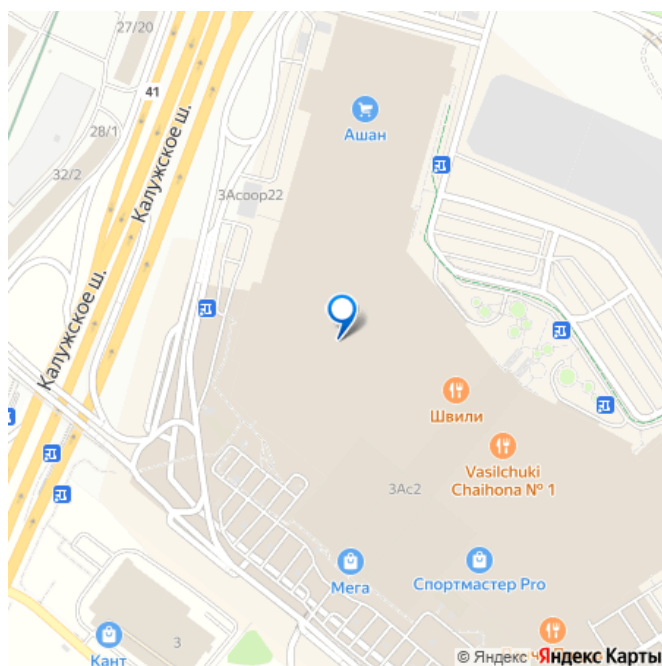 27/20
41
28/1
Ашан
32/2
Калужское ш.
3Асоор22
Калужское ш.
Швили
Vasilchuki
Chaihona № 1
3Ас2
Мега
Спортмастер Pro
3
Кант
© Яндекс Яндекс Карты